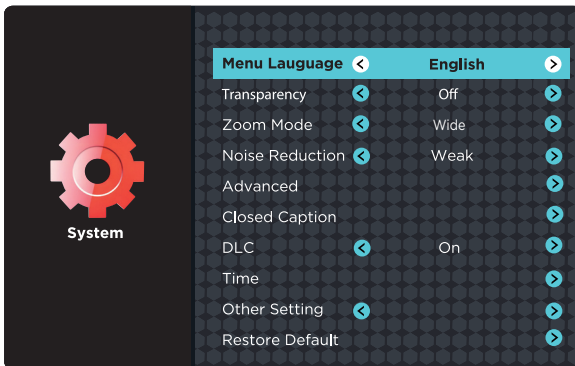 Menu Lauguage < English >
Transparency < Off >
Zoom Mode < Wide >
Noise Reduction < Weak >
Advanced >
Closed Caption >
DLC < On >
Time >
Other Setting < >
Restore Default >
System